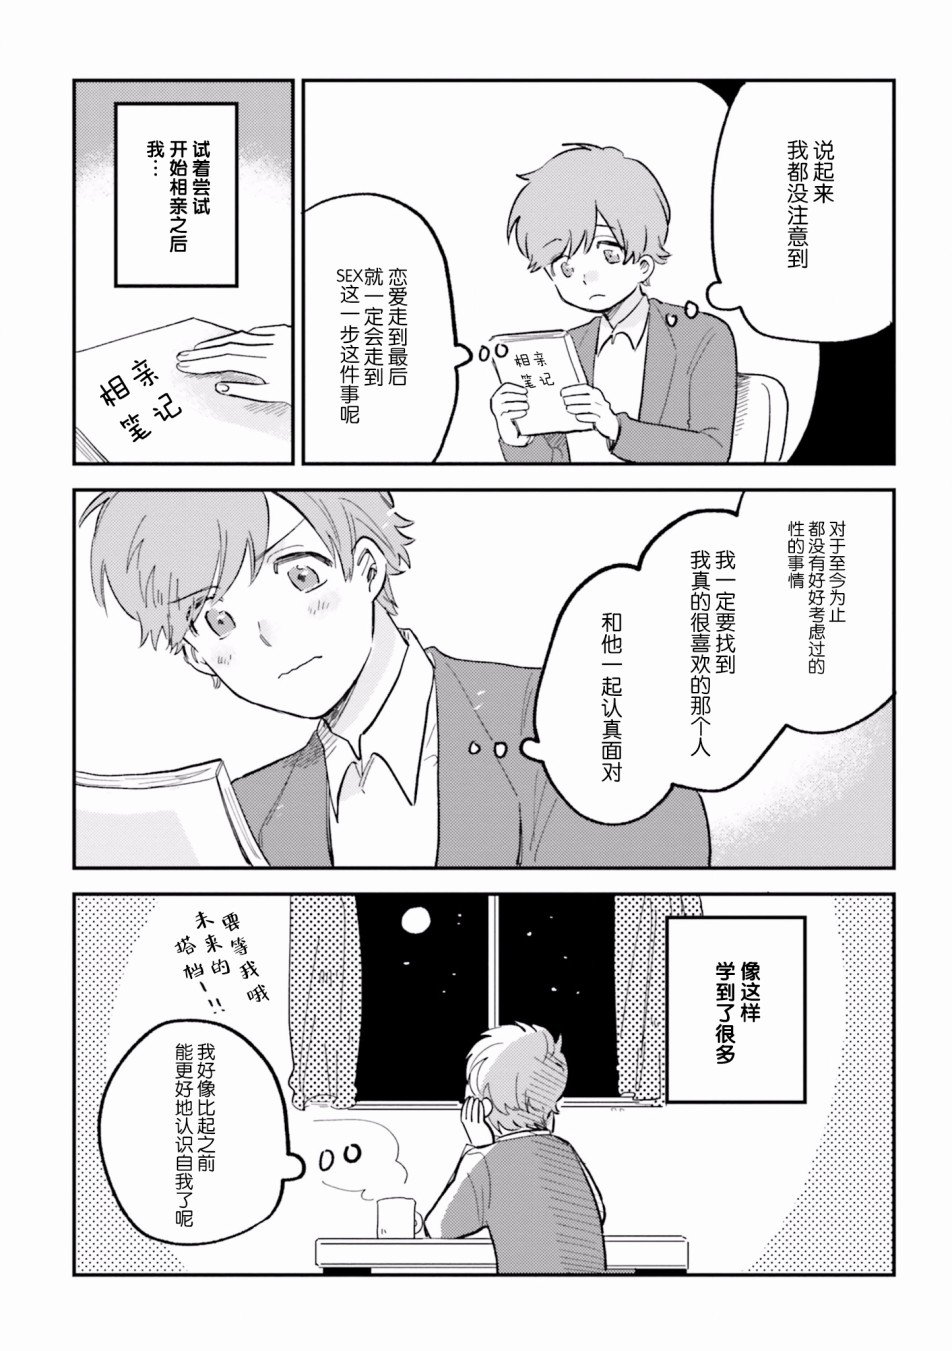 说起来
我都没注意到
恋爱走到最后
就一定会走到
SEX这一步这件事呢
相亲
笔记
试着尝试
开始相亲之后
我…
相亲
笔记
对于至今为止
都没有好好考虑过的
性的事情
我一定要找到
我真的很喜欢的那个人
和他一起认真面对
像这样
学到了很多
要等我哦
未来的
搭档—!!
我好像比起之前
能更好地认识自我了呢